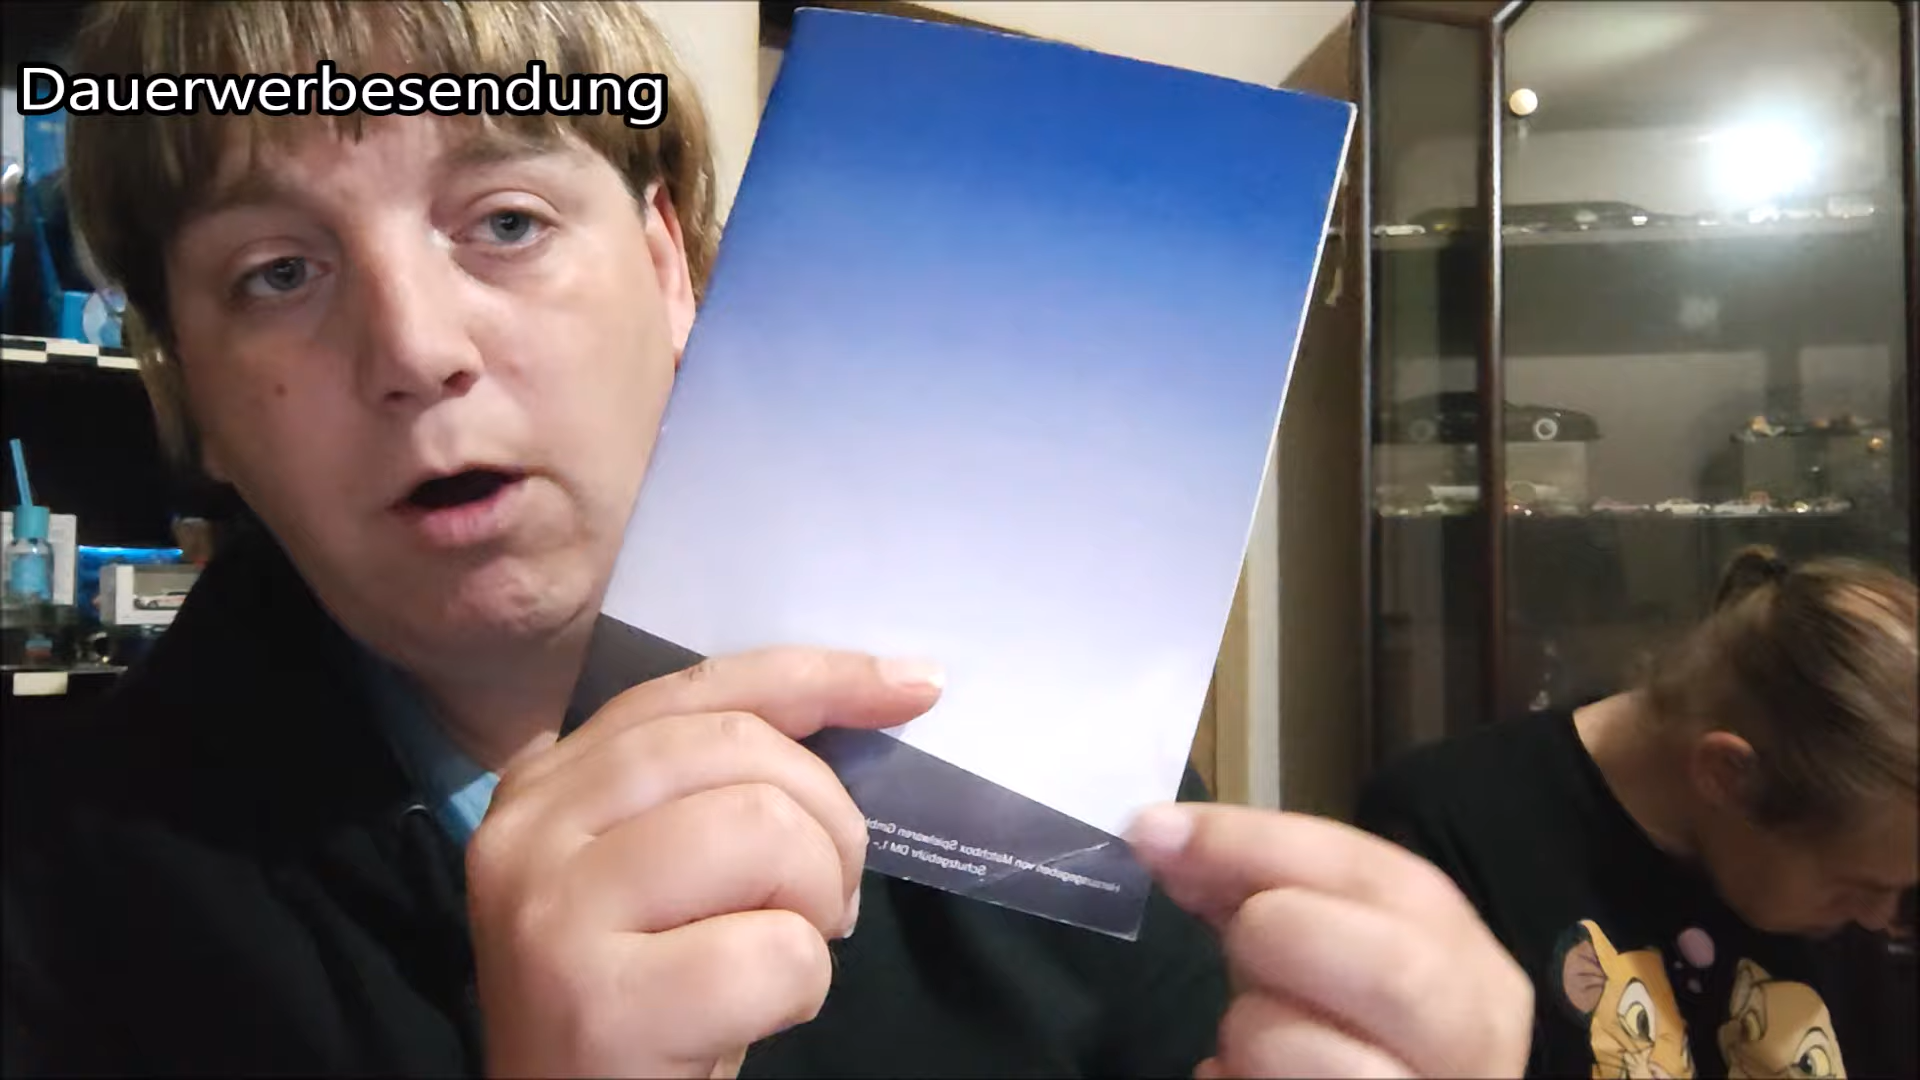 Dauerwerbesendung
Herausgegeben von Matchbox Spielwaren GmbH
Schutzgebühr DM 1,-